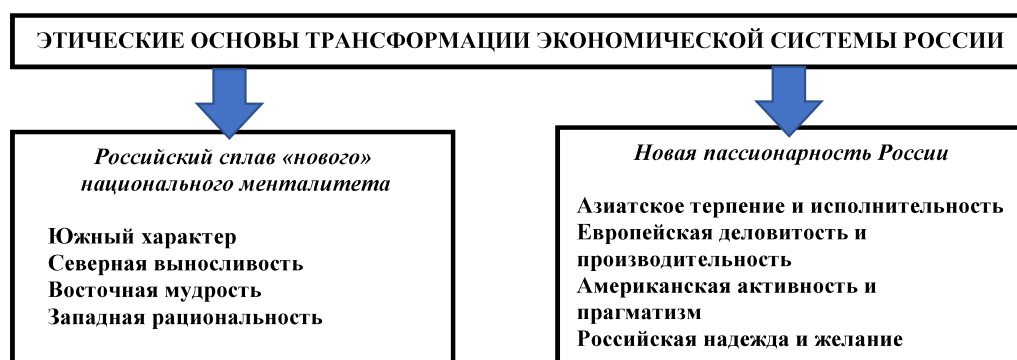 ЭТИЧЕСКИЕ ОСНОВЫ ТРАНСФОРМАЦИИ ЭКОНОМИЧЕСКОЙ СИСТЕМЫ РОССИИ
Российский сплав «нового»
национального менталитета
Южный характер
Северная выносливость
Восточная мудрость
Западная рациональность
Новая пассионарность России
Азиатское терпение и исполнительность
Европейская деловитость и
производительность
Американская активность и
прагматизм
Российская надежда и желание